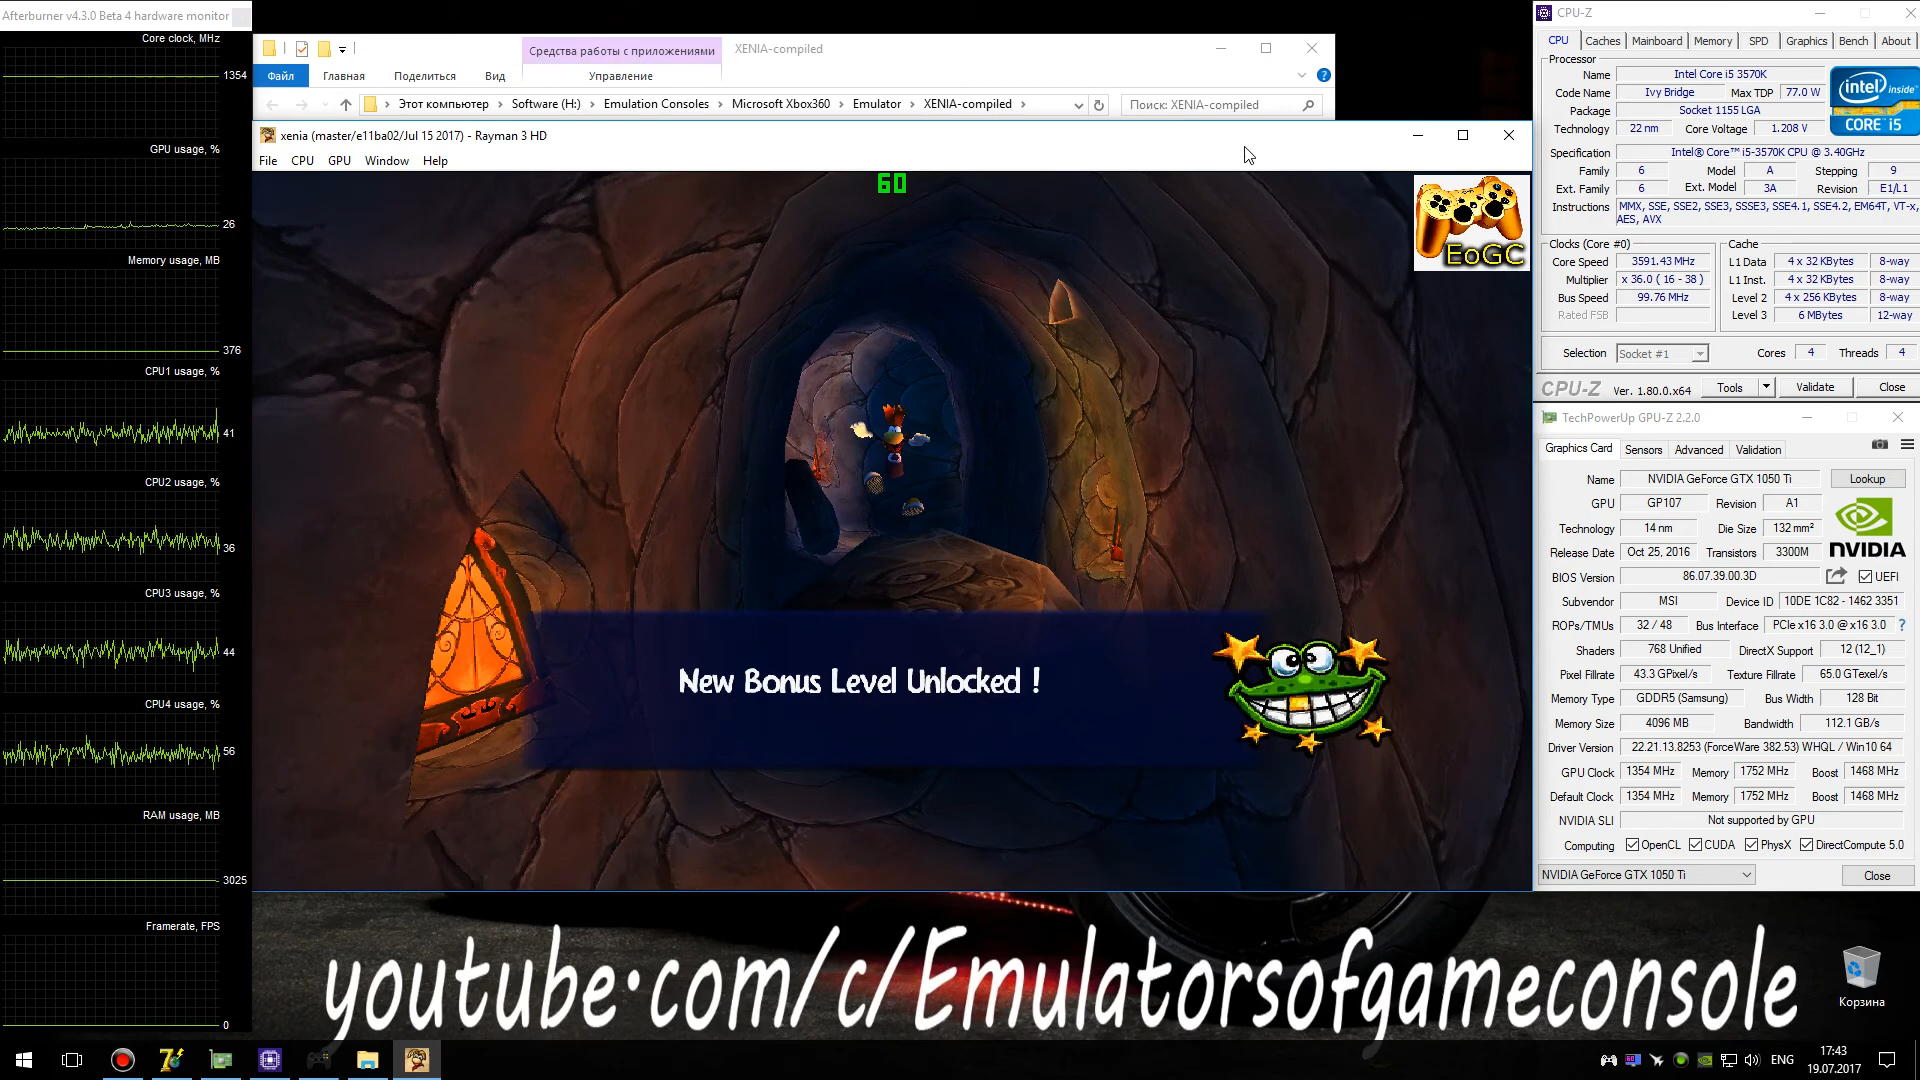 Afterburner v4.3.0 Beta 4 hardware monitor
Core clock, MHz
1354
GPU usage, %
26
Memory usage, MB
376
CPU1 usage, %
41
CPU2 usage, %
36
CPU3 usage, %
44
CPU4 usage, %
56
RAM usage, MB
3025
Framerate, FPS
0
Средства работы с приложениями
XENIA-compiled
Файл Главная Поделиться Вид Управление
Этот компьютер > Software (H:) > Emulation Consoles > Microsoft Xbox360 > Emulator > XENIA-compiled >
Поиск: XENIA-compiled
xenia (master/e11ba02/Jul 15 2017) - Rayman 3 HD
File CPU GPU Window Help
60
EoGC
New Bonus Level Unlocked !
CPU-Z
CPU Caches Mainboard Memory SPD Graphics Bench About
Processor
Name Intel Core i5 3570K
Code Name Ivy Bridge Max TDP 77.0 W
Package Socket 1155 LGA
Technology 22 nm Core Voltage 1.208 V
intel inside
CORE i5
Specification Intel® Core™ i5-3570K CPU @ 3.40GHz
Family 6 Model A Stepping 9
Ext. Family 6 Ext. Model 3A Revision E1/L1
Instructions MMX, SSE, SSE2, SSE3, SSSE3, SSE4.1, SSE4.2, EM64T, VT-x,
AES, AVX
Clocks (Core #0) Cache
Core Speed 3591.43 MHz L1 Data 4 x 32 KBytes 8-way
Multiplier x 36.0 ( 16 - 38 ) L1 Inst. 4 x 32 KBytes 8-way
Bus Speed 99.76 MHz Level 2 4 x 256 KBytes 8-way
Rated FSB Level 3 6 MBytes 12-way
Selection Socket #1 Cores 4 Threads 4
CPU-Z Ver. 1.80.0.x64 Tools Validate Close
TechPowerUp GPU-Z 2.2.0
Graphics Card Sensors Advanced Validation
Name NVIDIA GeForce GTX 1050 Ti Lookup
GPU GP107 Revision A1
Technology 14 nm Die Size 132 mm²
Release Date Oct 25, 2016 Transistors 3300M
NVIDIA
BIOS Version 86.07.39.00.3D UEFI
Subvendor MSI Device ID 10DE 1C82 - 1462 3351
ROPs/TMUs 32 / 48 Bus Interface PCIe x16 3.0 @ x16 3.0 ?
Shaders 768 Unified DirectX Support 12 (12_1)
Pixel Fillrate 43.3 GPixel/s Texture Fillrate 65.0 GTexel/s
Memory Type GDDR5 (Samsung) Bus Width 128 Bit
Memory Size 4096 MB Bandwidth 112.1 GB/s
Driver Version 22.21.13.8253 (ForceWare 382.53) WHQL / Win10 64
GPU Clock 1354 MHz Memory 1752 MHz Boost 1468 MHz
Default Clock 1354 MHz Memory 1752 MHz Boost 1468 MHz
NVIDIA SLI Not supported by GPU
Computing OpenCL CUDA PhysX DirectCompute 5.0
NVIDIA GeForce GTX 1050 Ti Close
youtube.com/c/Emulatorsofgameconsole
Корзина
ENG
17:43
19.07.2017